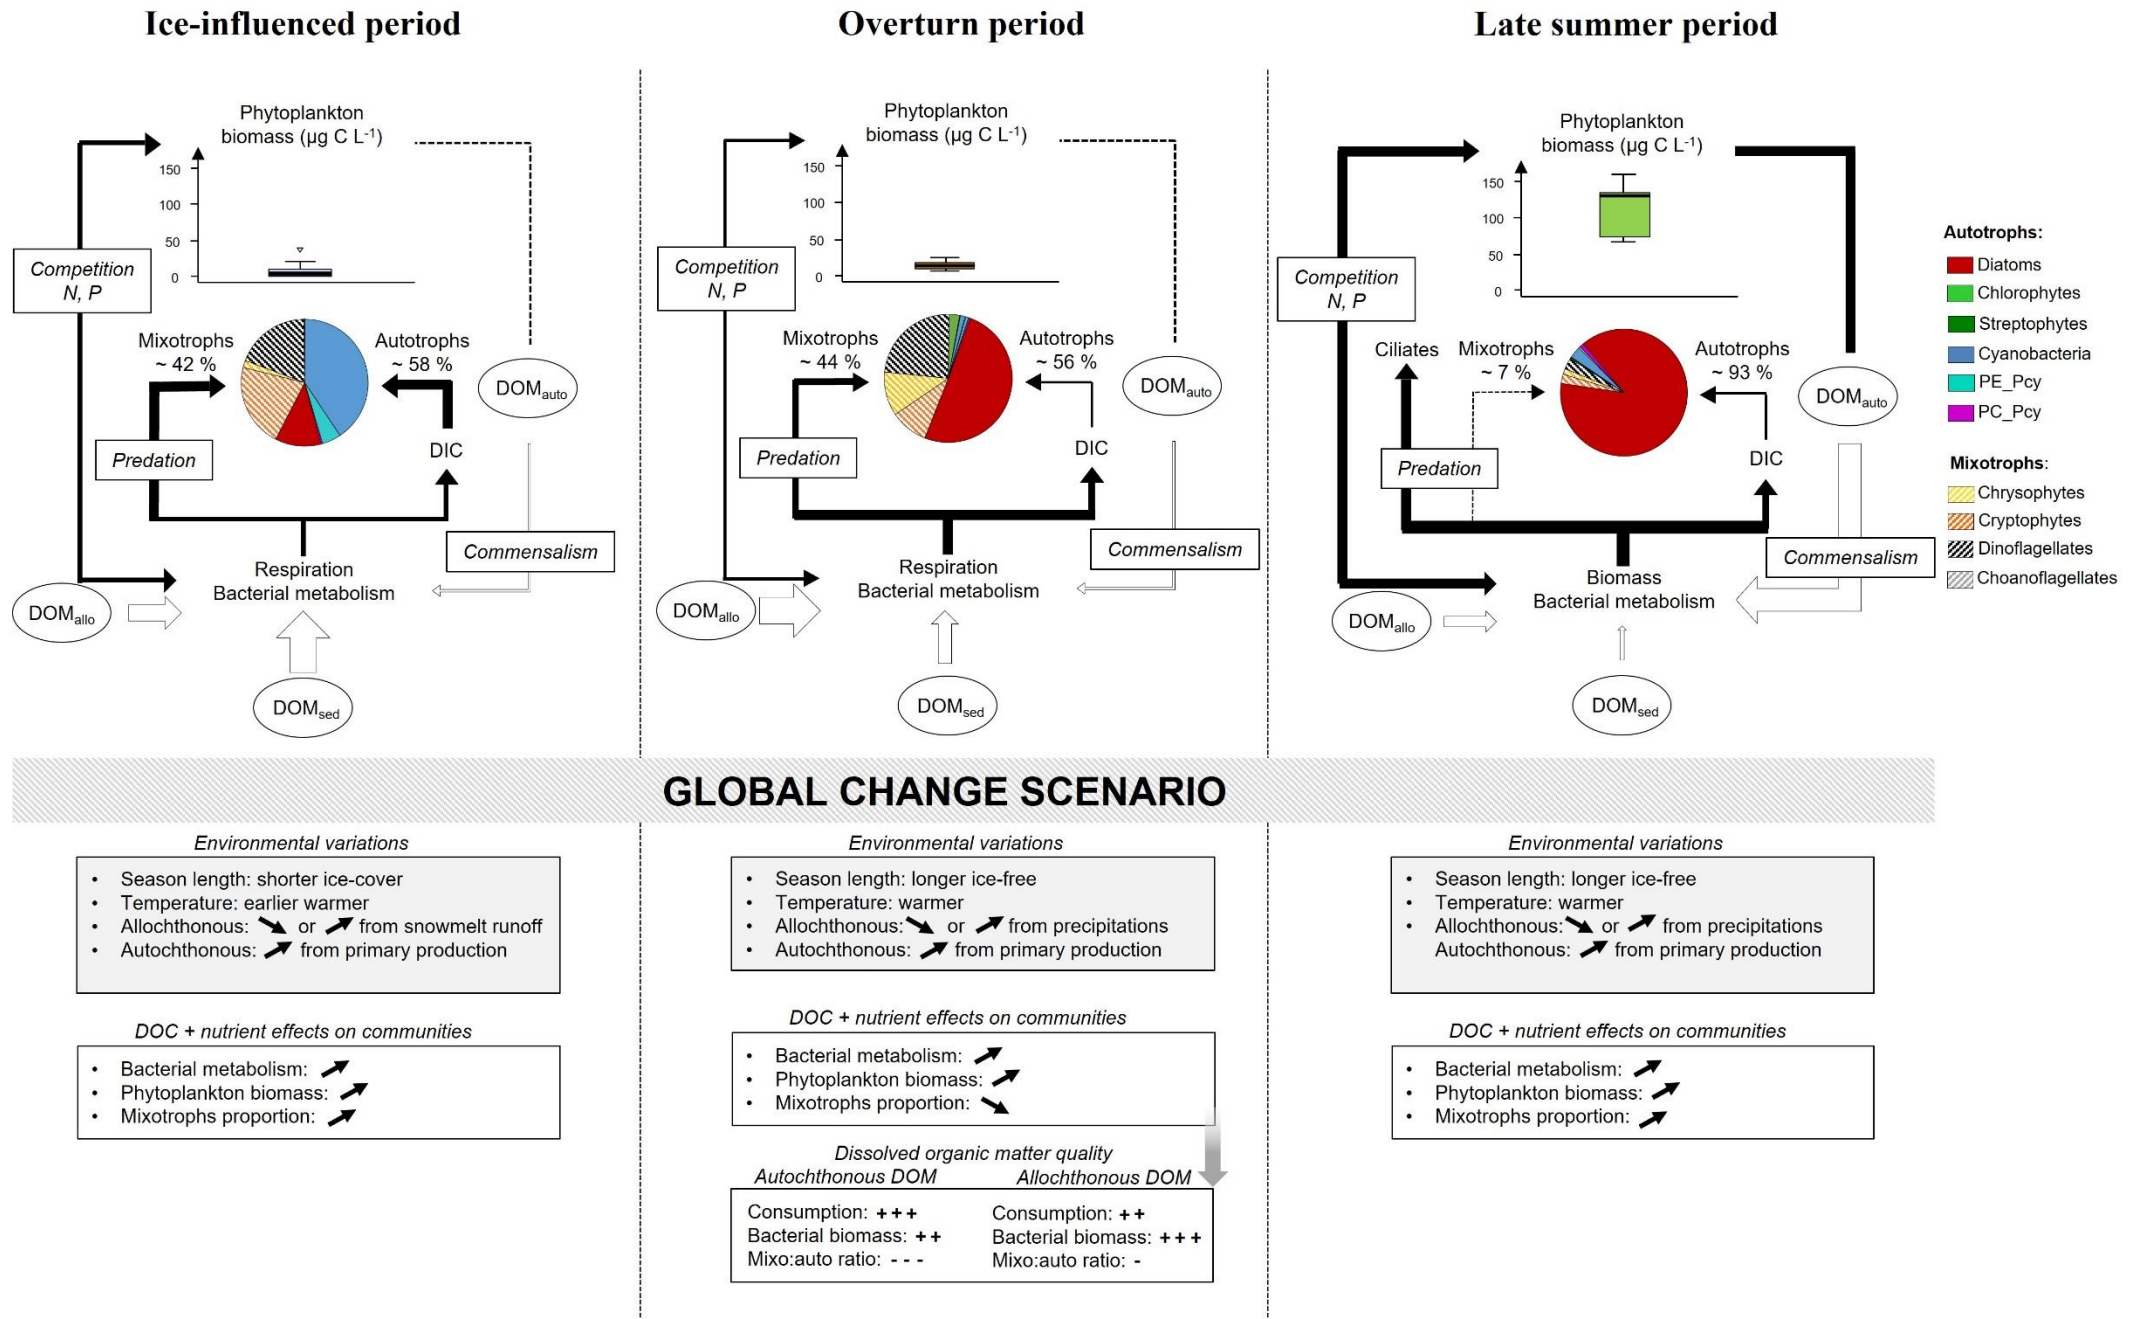 Ice-influenced period
Phytoplankton
biomass (µg C L-1)
150
100
50
0
Competition
N, P
Mixotrophs
~ 42 %
Autotrophs
~ 58 %
DOMauto
Predation
DIC
Commensalism
Respiration
Bacterial metabolism
DOMallo
DOMsed
Overturn period
Phytoplankton
biomass (µg C L-1)
150
100
50
0
Competition
N, P
Mixotrophs
~ 44 %
Autotrophs
~ 56 %
DOMauto
Predation
DIC
Commensalism
Respiration
Bacterial metabolism
DOMallo
DOMsed
Late summer period
Phytoplankton
biomass (µg C L-1)
150
100
50
0
Competition
N, P
Ciliates
Mixotrophs
~ 7 %
Autotrophs
~ 93 %
DOMauto
Predation
DIC
Commensalism
Biomass
Bacterial metabolism
DOMallo
DOMsed
Autotrophs:
Diatoms
Chlorophytes
Streptophytes
Cyanobacteria
PE_Pcy
PC_Pcy
Mixotrophs:
Chrysophytes
Cryptophytes
Dinoflagellates
Choanoflagellates
GLOBAL CHANGE SCENARIO
Environmental variations
• Season length: shorter ice-cover
• Temperature: earlier warmer
• Allochthonous: ➘ or ➚ from snowmelt runoff
• Autochthonous: ➚ from primary production
DOC + nutrient effects on communities
• Bacterial metabolism: ➚
• Phytoplankton biomass: ➚
• Mixotrophs proportion: ➚
Environmental variations
• Season length: longer ice-free
• Temperature: warmer
• Allochthonous: ➘ or ➚ from precipitations
• Autochthonous: ➚ from primary production
DOC + nutrient effects on communities
• Bacterial metabolism: ➚
• Phytoplankton biomass: ➚
• Mixotrophs proportion: ➘
Dissolved organic matter quality
Autochthonous DOM
Consumption: + + +
Bacterial biomass: + +
Mixo:auto ratio: - - -
Allochthonous DOM
Consumption: + +
Bacterial biomass: + + +
Mixo:auto ratio: -
Environmental variations
• Season length: longer ice-free
• Temperature: warmer
• Allochthonous: ➘ or ➚ from precipitations
Autochthonous: ➚ from primary production
DOC + nutrient effects on communities
• Bacterial metabolism: ➚
• Phytoplankton biomass: ➚
• Mixotrophs proportion: ➚